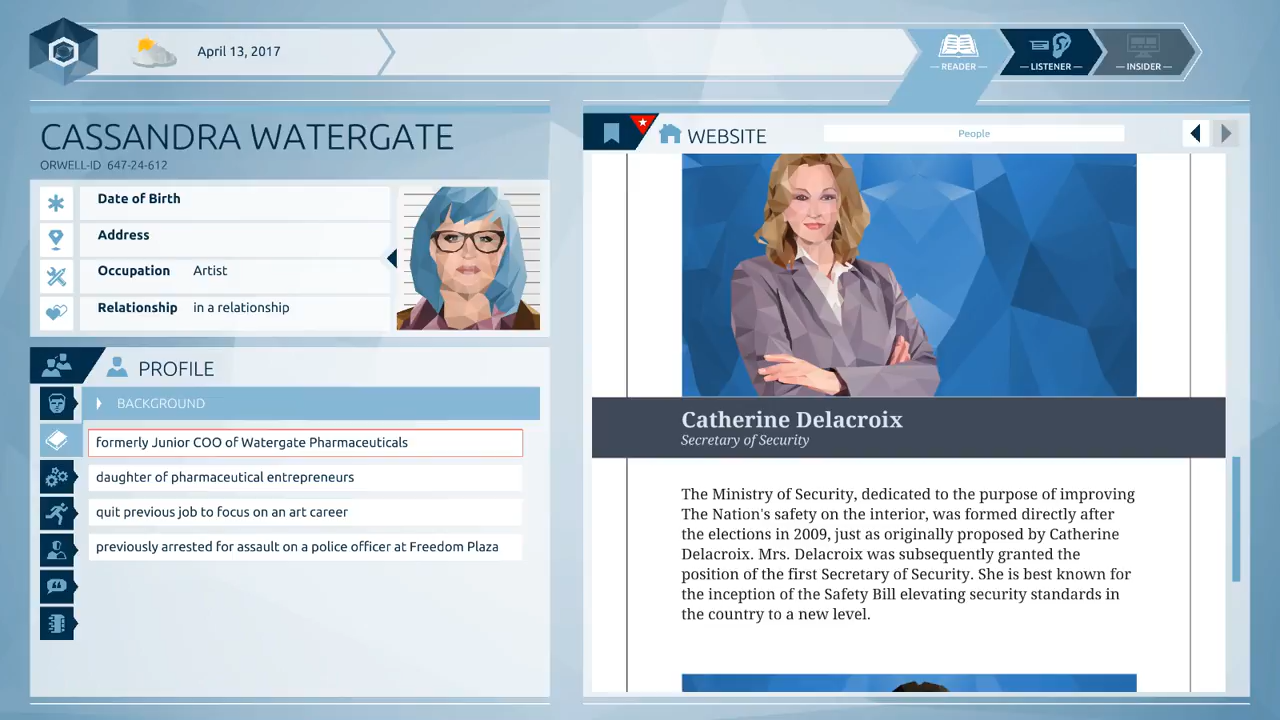 April 13, 2017
READER
LISTENER
INSIDER
CASSANDRA WATERGATE
ORWELL-ID 647-24-612
Date of Birth
Address
Occupation Artist
Relationship in a relationship
PROFILE
BACKGROUND
formerly Junior COO of Watergate Pharmaceuticals
daughter of pharmaceutical entrepreneurs
quit previous job to focus on an art career
previously arrested for assault on a police officer at Freedom Plaza
WEBSITE
People
Catherine Delacroix
Secretary of Security
The Ministry of Security, dedicated to the purpose of improving
The Nation's safety on the interior, was formed directly after
the elections in 2009, just as originally proposed by Catherine
Delacroix. Mrs. Delacroix was subsequently granted the
position of the first Secretary of Security. She is best known for
the inception of the Safety Bill elevating security standards in
the country to a new level.